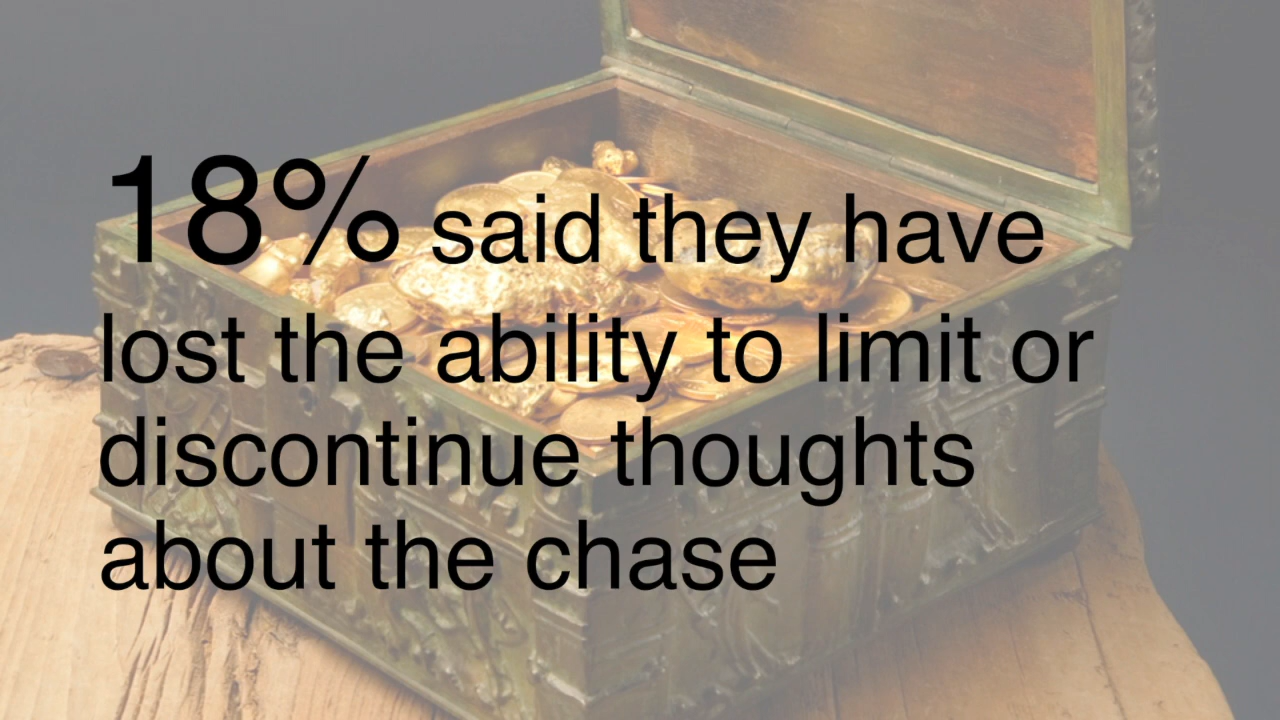 18% said they have
lost the ability to limit or
discontinue thoughts
about the chase